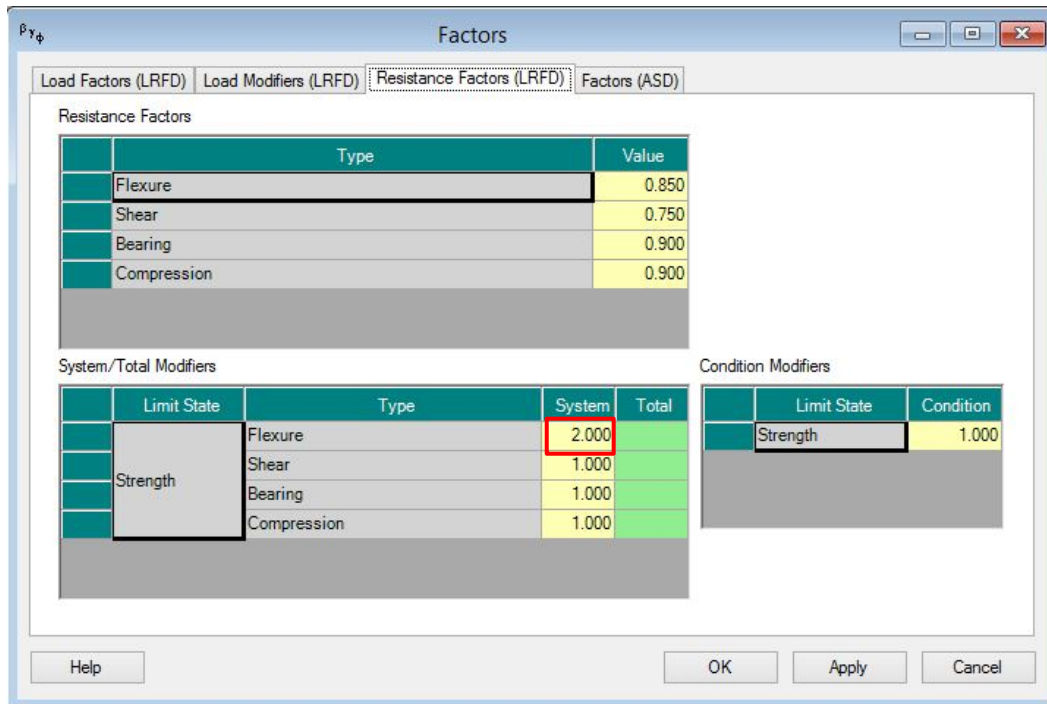 βγφ
Factors
Load Factors (LRFD) Load Modifiers (LRFD) Resistance Factors (LRFD) Factors (ASD)
Resistance Factors
Type Value
Flexure 0.850
Shear 0.750
Bearing 0.900
Compression 0.900
System/Total Modifiers
Limit State Type System Total
Strength
Flexure 2.000
Shear 1.000
Bearing 1.000
Compression 1.000
Condition Modifiers
Limit State Condition
Strength 1.000
Help OK Apply Cancel